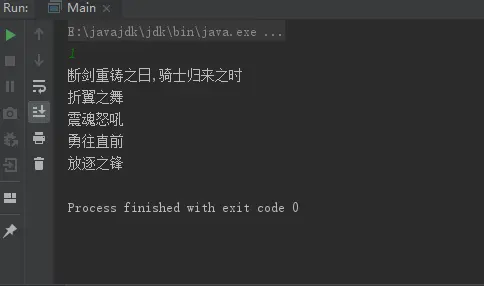 Run: Main ×
E:\javajdk\jdk\bin\java.exe ...
1
断剑重铸之日,骑士归来之时
折翼之舞
震魂怒吼
勇往直前
放逐之锋
Process finished with exit code 0